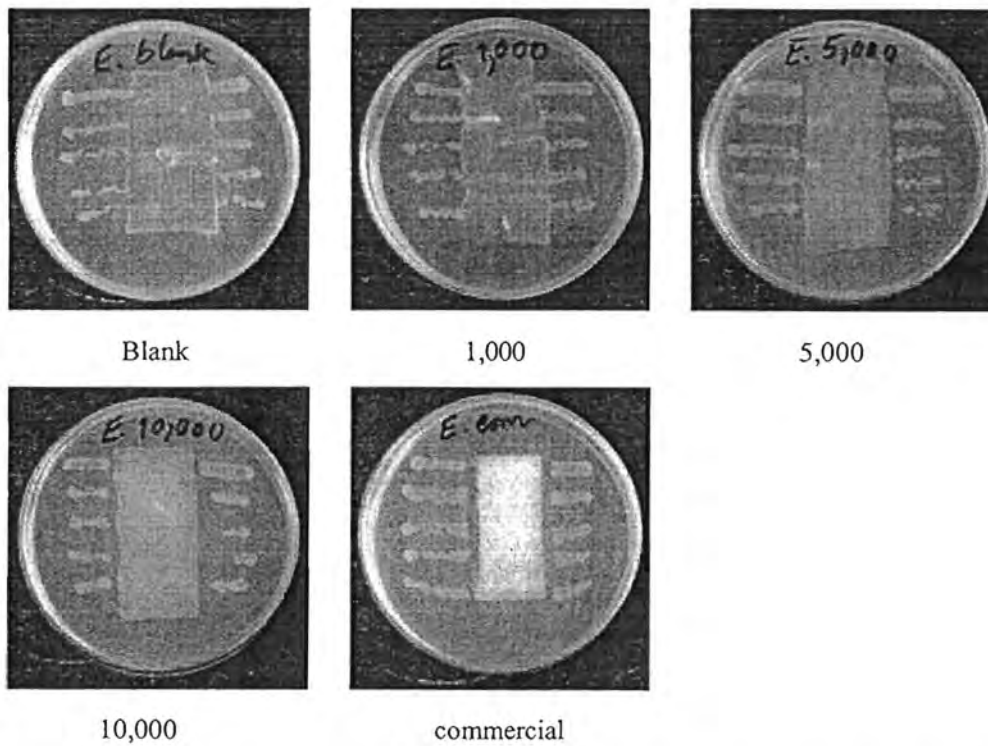 E. blank
E. 1,000
E. 5,000
Blank
1,000
5,000
E. 10,000
E. com
10,000
commercial